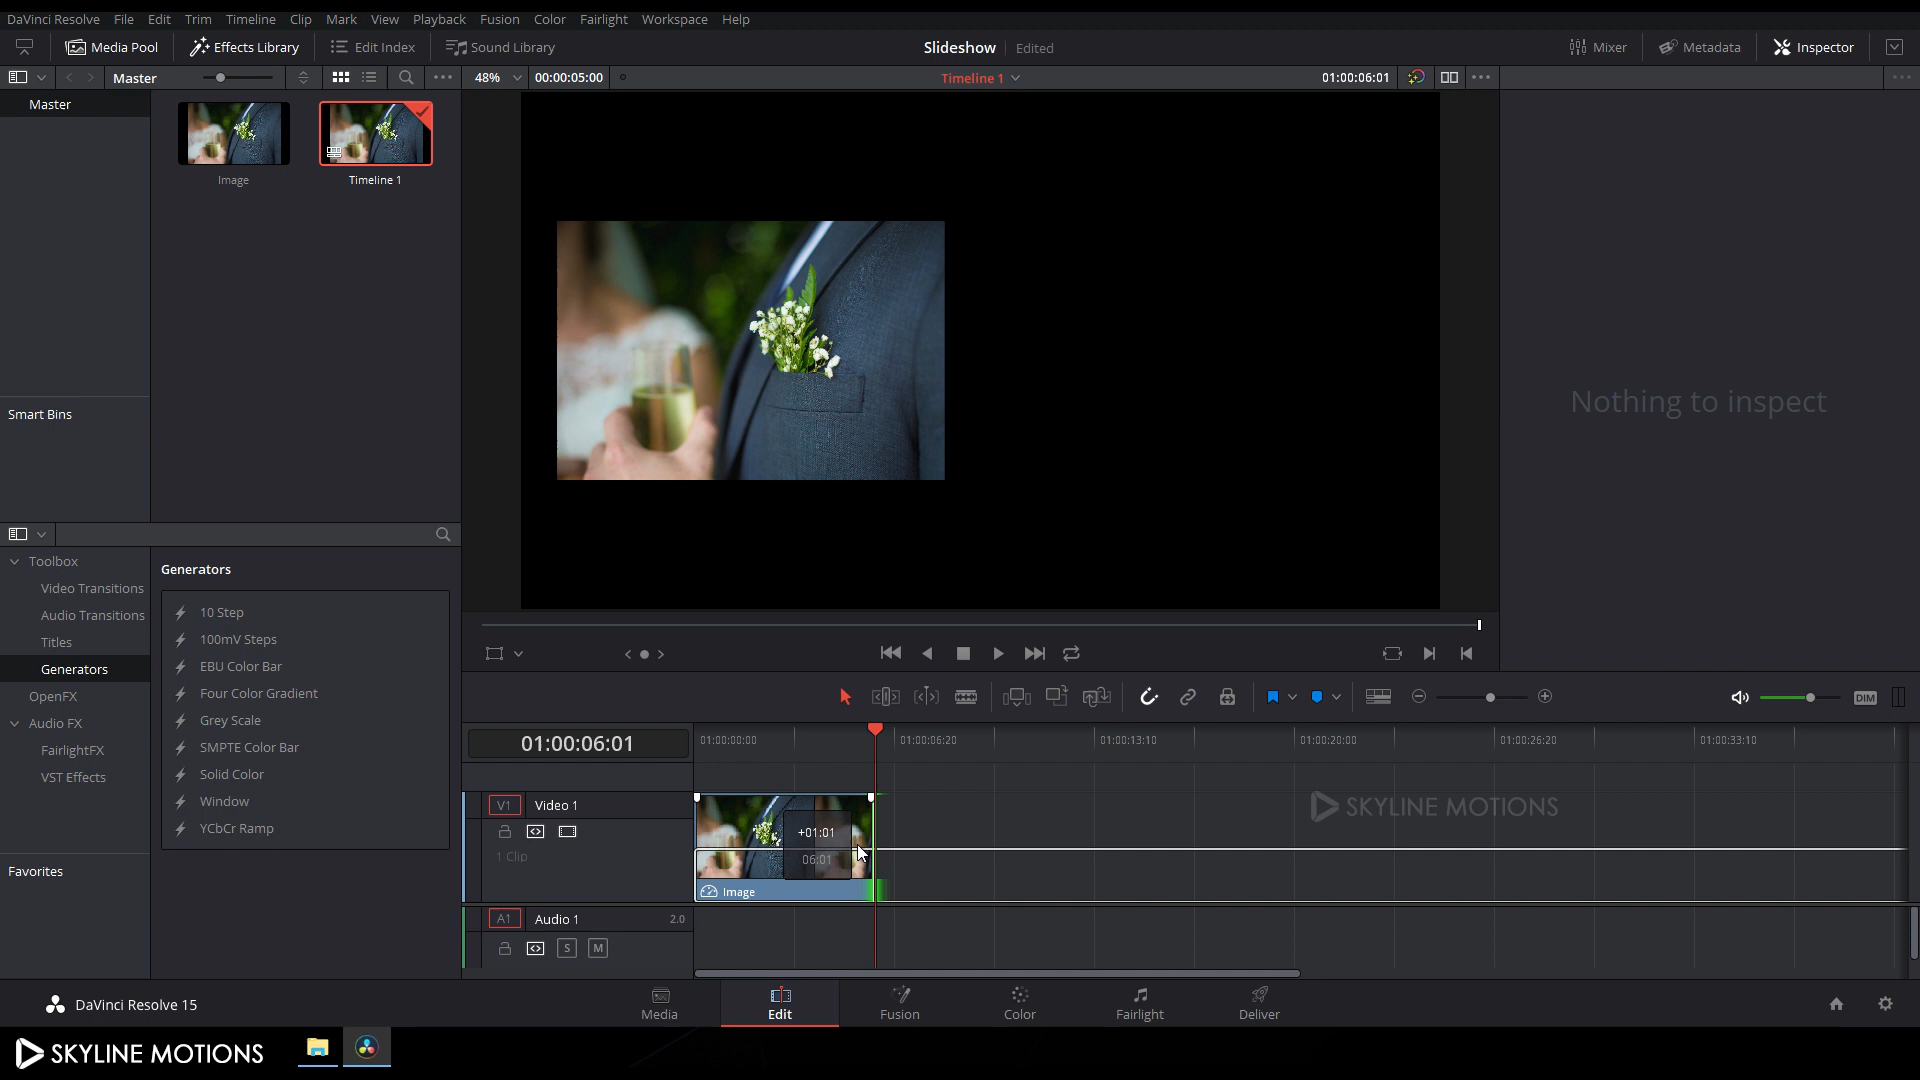 DaVinci Resolve File Edit Trim Timeline Clip Mark View Playback Fusion Color Fairlight Workspace Help
Media Pool Effects Library Edit Index Sound Library Slideshow Edited Mixer Metadata Inspector
Master 48% 00:00:05:00 Timeline 1 01:00:06:01
Master
Image Timeline 1
Smart Bins
Nothing to inspect
Toolbox
Video Transitions
Audio Transitions
Titles
Generators
OpenFX
Audio FX
FairlightFX
VST Effects
Favorites
Generators
10 Step
100mV Steps
EBU Color Bar
Four Color Gradient
Grey Scale
SMPTE Color Bar
Solid Color
Window
YCbCr Ramp
DIM
01:00:06:01 01:00:00:00 01:00:06:20 01:00:13:10 01:00:20:00 01:00:26:20 01:00:33:10
V1 Video 1
1 Clip
+01:01
06:01
Image
SKYLINE MOTIONS
A1 Audio 1 2.0
S M
DaVinci Resolve 15 Media Edit Fusion Color Fairlight Deliver
SKYLINE MOTIONS